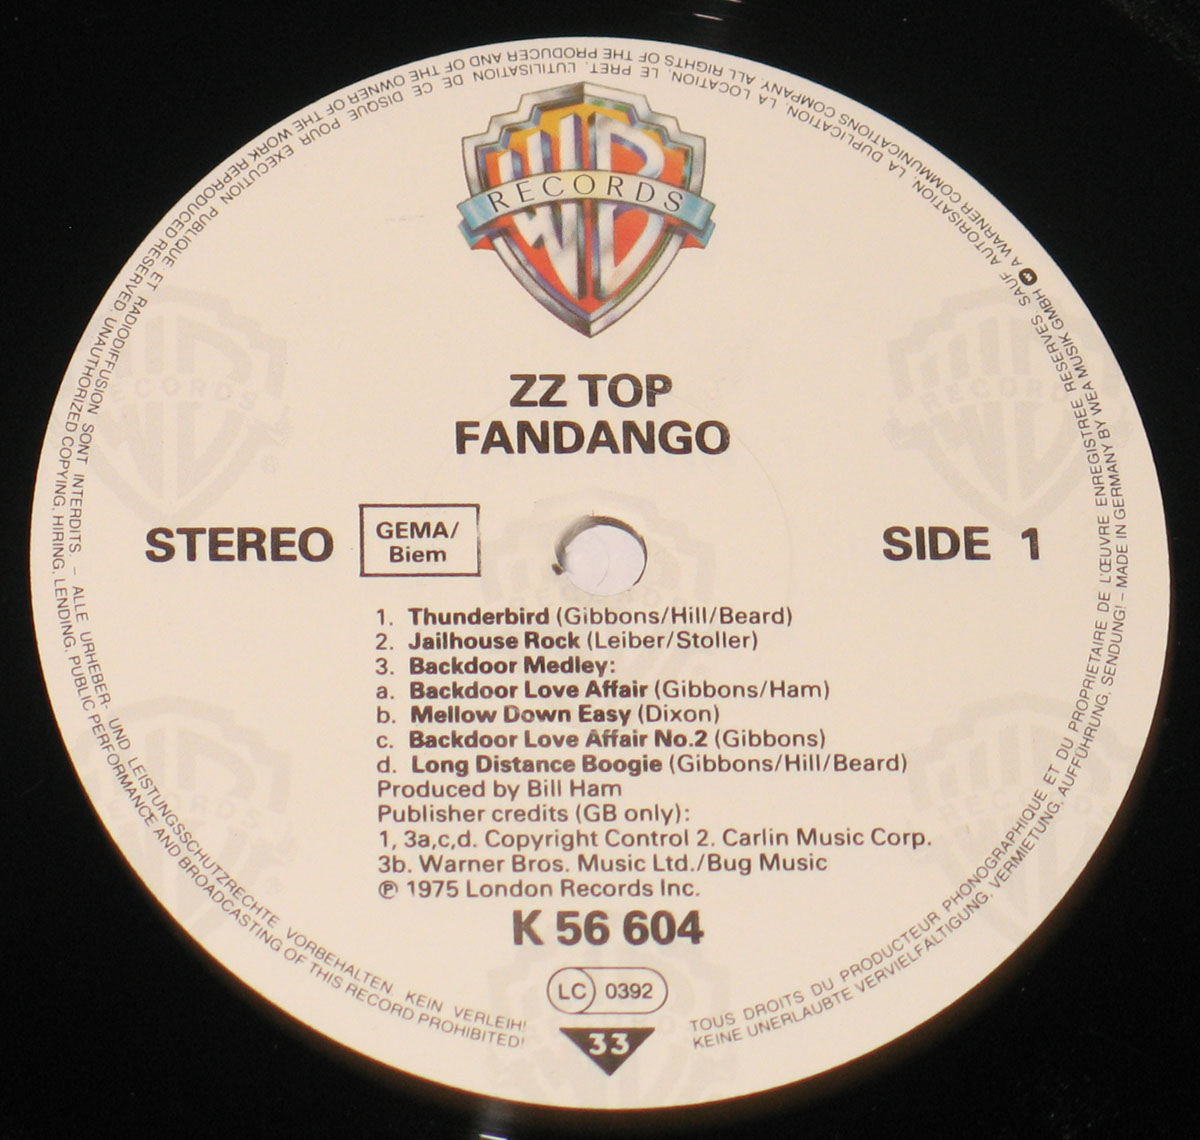 WB
RECORDS
ZZ TOP
FANDANGO
STEREO
GEMA/
Biem
SIDE 1
1. Thunderbird (Gibbons/Hill/Beard)
2. Jailhouse Rock (Leiber/Stoller)
3. Backdoor Medley:
a. Backdoor Love Affair (Gibbons/Ham)
b. Mellow Down Easy (Dixon)
c. Backdoor Love Affair No.2 (Gibbons)
d. Long Distance Boogie (Gibbons/Hill/Beard)
Produced by Bill Ham
Publisher credits (GB only):
1, 3a,c,d. Copyright Control 2. Carlin Music Corp.
3b. Warner Bros. Music Ltd./Bug Music
℗ 1975 London Records Inc.
K 56 604
LC 0392
33
TOUS DROITS DU PRODUCTEUR PHONOGRAPHIQUE ET DU PROPRIETAIRE DE L'ŒUVRE ENREGISTREE RESERVES SAUF AUTORISATION, LA DUPLICATION, LA LOCATION, LE PRET, L'UTILISATION DE CE DISQUE POUR EXECUTION PUBLIQUE ET RADIODIFFUSION SONT INTERDITS. – ALLE URHEBER- UND LEISTUNGSSCHUTZRECHTE VORBEHALTEN. KEIN VERLEIH!
KEINE UNERLAUBTE VERVIELFÄLTIGUNG, VERMIETUNG, AUFFÜHRUNG, SENDUNG! – MADE IN GERMANY BY WEA MUSIK GMBH A WARNER COMMUNICATIONS COMPANY. ALL RIGHTS OF THE PRODUCER AND OF THE OWNER OF THE WORK REPRODUCED RESERVED. UNAUTHORIZED COPYING, HIRING, LENDING, PUBLIC PERFORMANCE AND BROADCASTING OF THIS RECORD PROHIBITED!